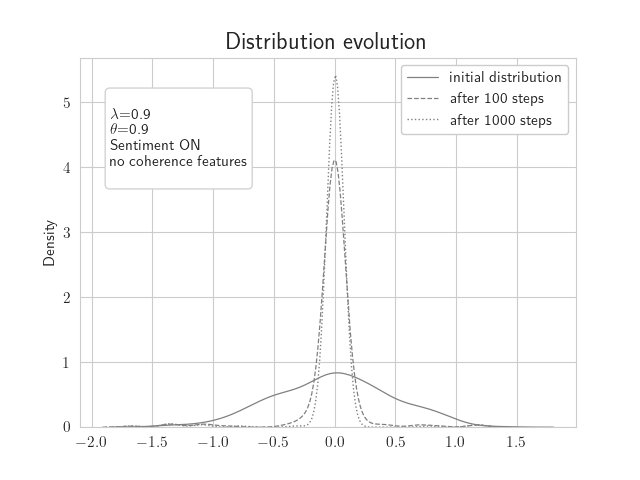 Distribution evolution
initial distribution
after 100 steps
after 1000 steps
λ=0.9
θ=0.9
Sentiment ON
no coherence features
Density
5
4
3
2
1
0
−2.0 −1.5 −1.0 −0.5 0.0 0.5 1.0 1.5